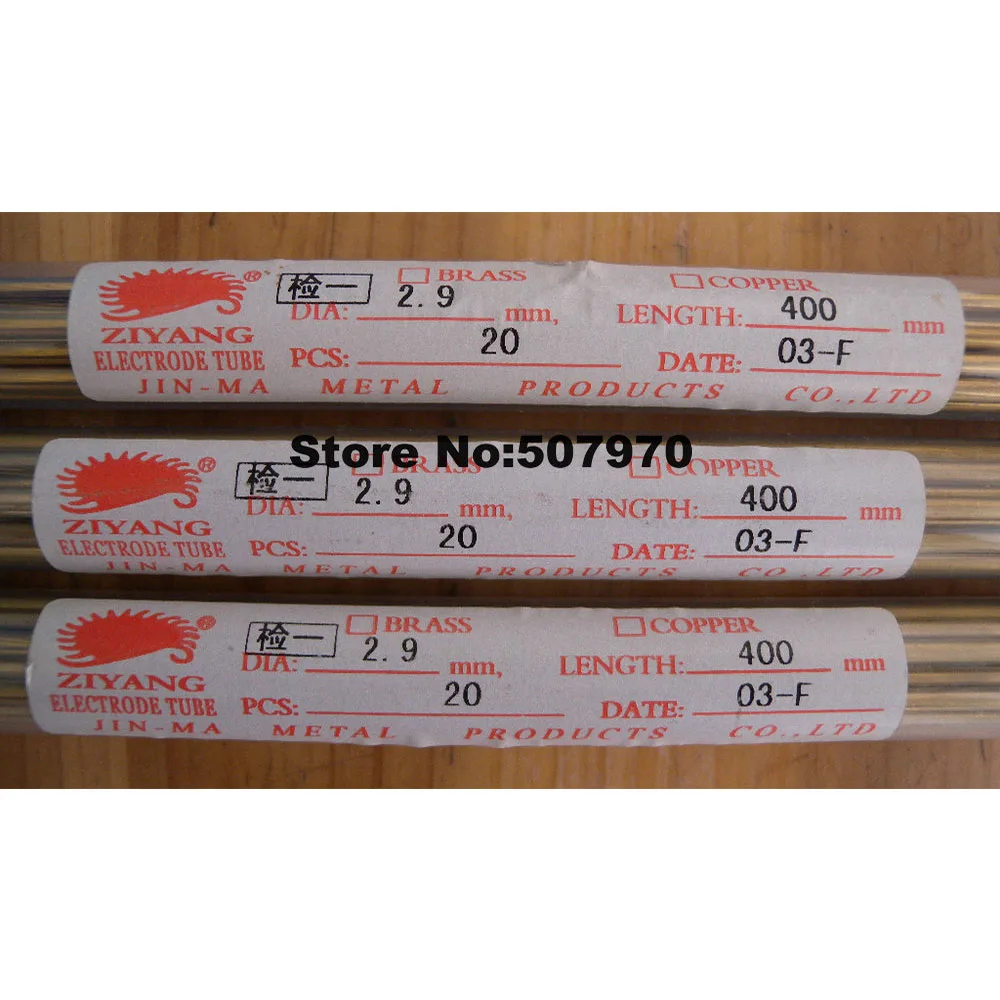 ® 检一 BRASS COPPER
ZIYANG DIA: 2.9 mm, LENGTH: 400 mm
ELECTRODE TUBE PCS: 20 DATE: 03-F
JIN-MA METAL PRODUCTS CO.,LTD
Store No:507970
® 检一 BRASS COPPER
ZIYANG DIA: 2.9 mm, LENGTH: 400 mm
ELECTRODE TUBE PCS: 20 DATE: 03-F
JIN-MA METAL PRODUCTS CO.,LTD
® 检一 BRASS COPPER
ZIYANG DIA: 2.9 mm, LENGTH: 400 mm
ELECTRODE TUBE PCS: 20 DATE: 03-F
JIN-MA METAL PRODUCTS CO.,LTD